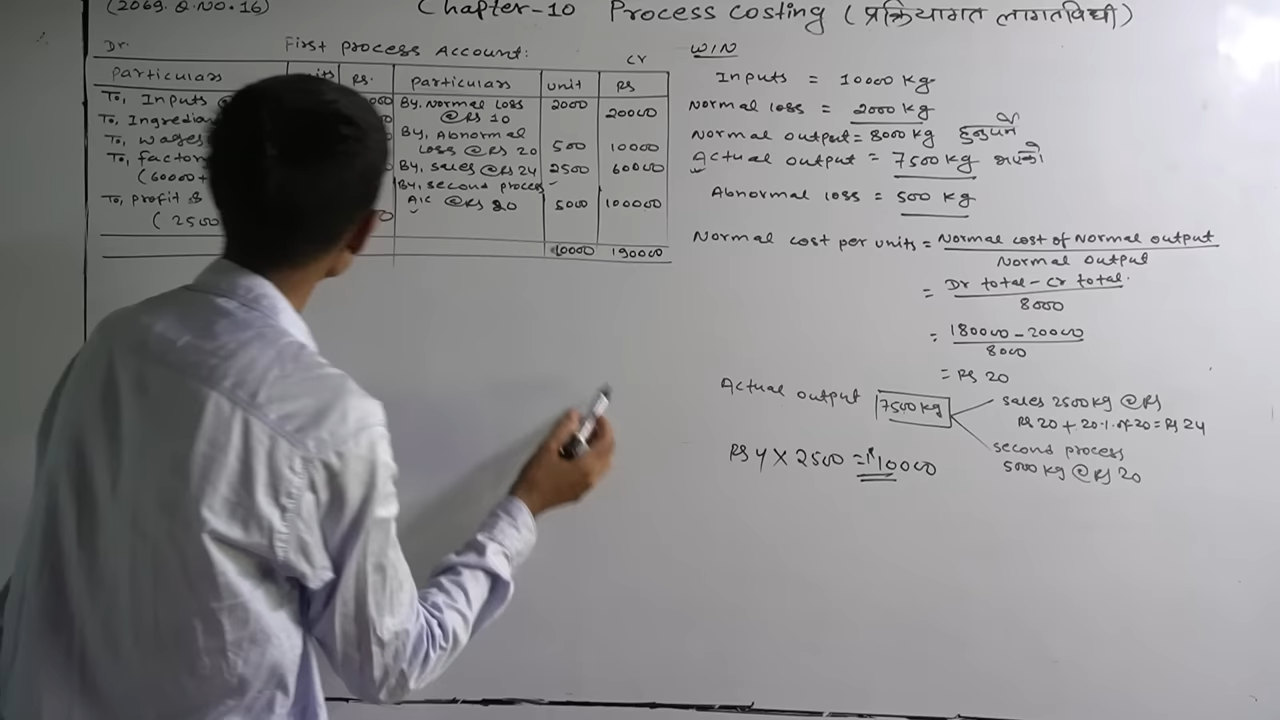 (2069. Q.NO.16)
Chapter-10 Process Costing (प्रक्रियागत लागतविधी)
Dr. First Process Account: Cr
Particulars Rs. Particulars unit Rs
To, Inputs By, Normal Loss 2000 20000
To, @Rs 10
To, wages By, Abnormal
Loss @Rs 20 500 10000
(60000+ By, sales @Rs 24 2500 60000
By, second process
To, Profit A/C @Rs 20 5000 100000
(2500
10000 190000
W/N
Inputs = 10000 kg
Normal loss = 2000 kg
Normal output = 8000 kg
Actual output = 7500 kg
Abnormal loss = 500 kg
Normal cost per units = Normal cost of Normal output
Normal output
= Dr total - Cr total.
8000
= 180000 - 20000
8000
= Rs 20
Actual output 7500 kg
sales 2500 kg @Rs
Rs 20 + 20% of 20 = Rs 24
second process
5000 kg @Rs 20
Rs 4 X 2500 = 10000